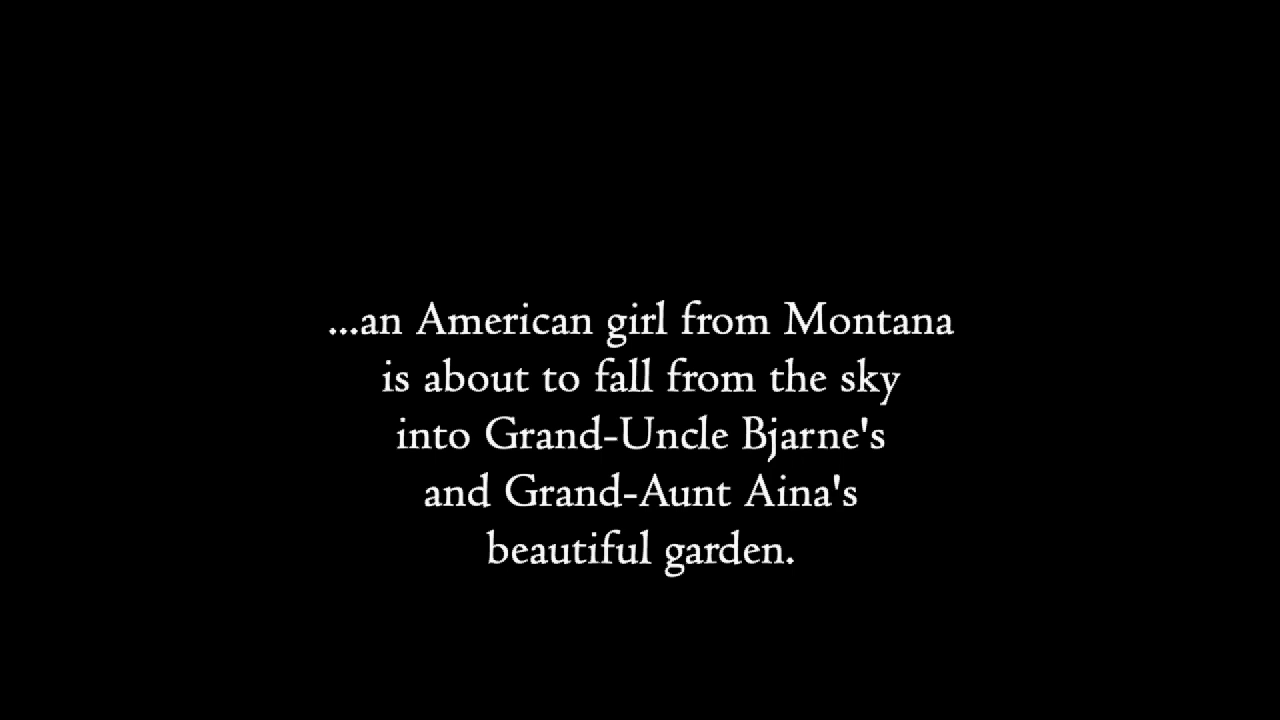 ...an American girl from Montana
is about to fall from the sky
into Grand-Uncle Bjarne's
and Grand-Aunt Aina's
beautiful garden.